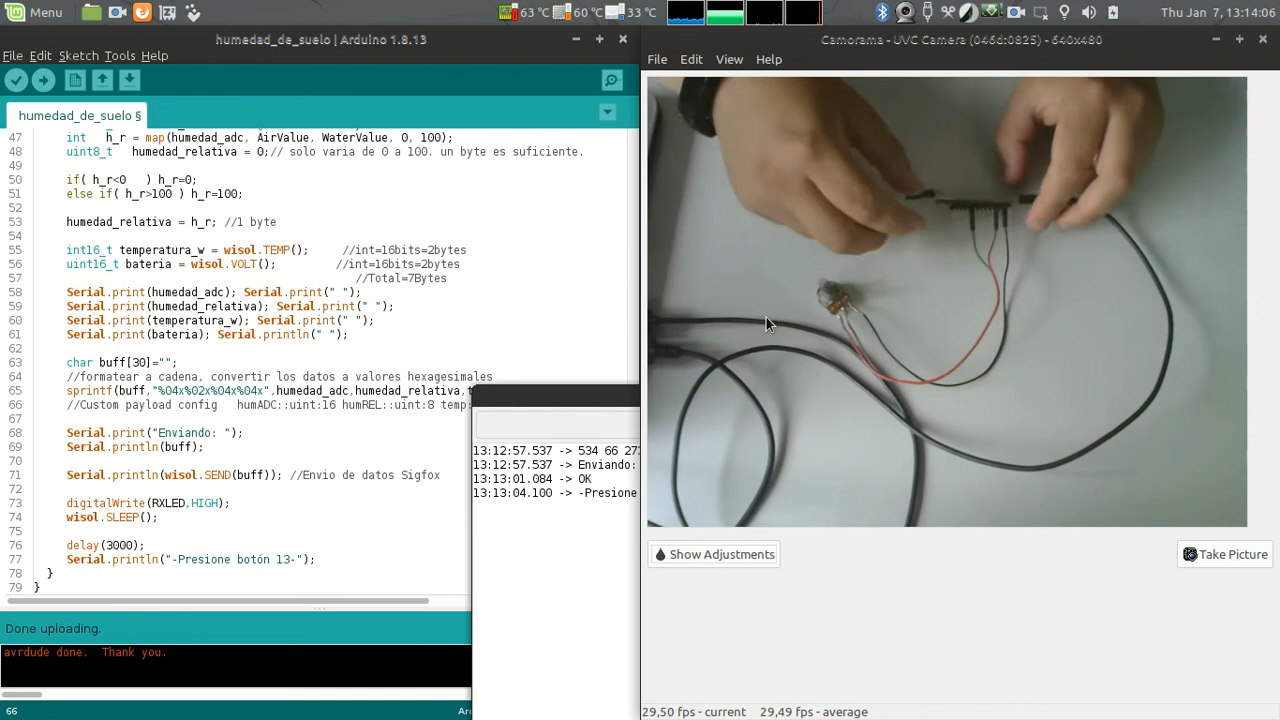 Menu
63 °C
60 °C
33 °C
Thu Jan 7, 13:14:06
humedad_de_suelo | Arduino 1.8.13
File Edit Sketch Tools Help
humedad_de_suelo §
47 int h_r = map(humedad_adc, AirValue, WaterValue, 0, 100);
48 uint8_t humedad_relativa = 0;// solo varia de 0 a 100. un byte es suficiente.
49
50 if( h_r<0 ) h_r=0;
51 else if( h_r>100 ) h_r=100;
52
53 humedad_relativa = h_r; //1 byte
54
55 int16_t temperatura_w = wisol.TEMP(); //int=16bits=2bytes
56 uint16_t bateria = wisol.VOLT(); //int=16bits=2bytes
57 //Total=7Bytes
58 Serial.print(humedad_adc); Serial.print(" ");
59 Serial.print(humedad_relativa); Serial.print(" ");
60 Serial.print(temperatura_w); Serial.print(" ");
61 Serial.print(bateria); Serial.println(" ");
62
63 char buff[30]="";
64 //formatear a cadena, convertir los datos a valores hexagesimales
65 sprintf(buff,"%04x%02x%04x%04x",humedad_adc,humedad_relativa,t
66 //Custom payload config humADC::uint:16 humREL::uint:8 temp:
67
68 Serial.print("Enviando: ");
69 Serial.println(buff);
70
71 Serial.println(wisol.SEND(buff)); //Envio de datos Sigfox
72
73 digitalWrite(RXLED,HIGH);
74 wisol.SLEEP();
75
76 delay(3000);
77 Serial.println("-Presione botón 13-");
78 }
79 }
Done uploading.
avrdude done. Thank you.
66
Ar
13:12:57.537 -> 534 66 273
13:12:57.537 -> Enviando:
13:13:01.084 -> OK
13:13:04.100 -> -Presione
Camorama - UVC Camera (046d:0825) - 640x480
File Edit View Help
Show Adjustments
Take Picture
29,50 fps - current 29,49 fps - average